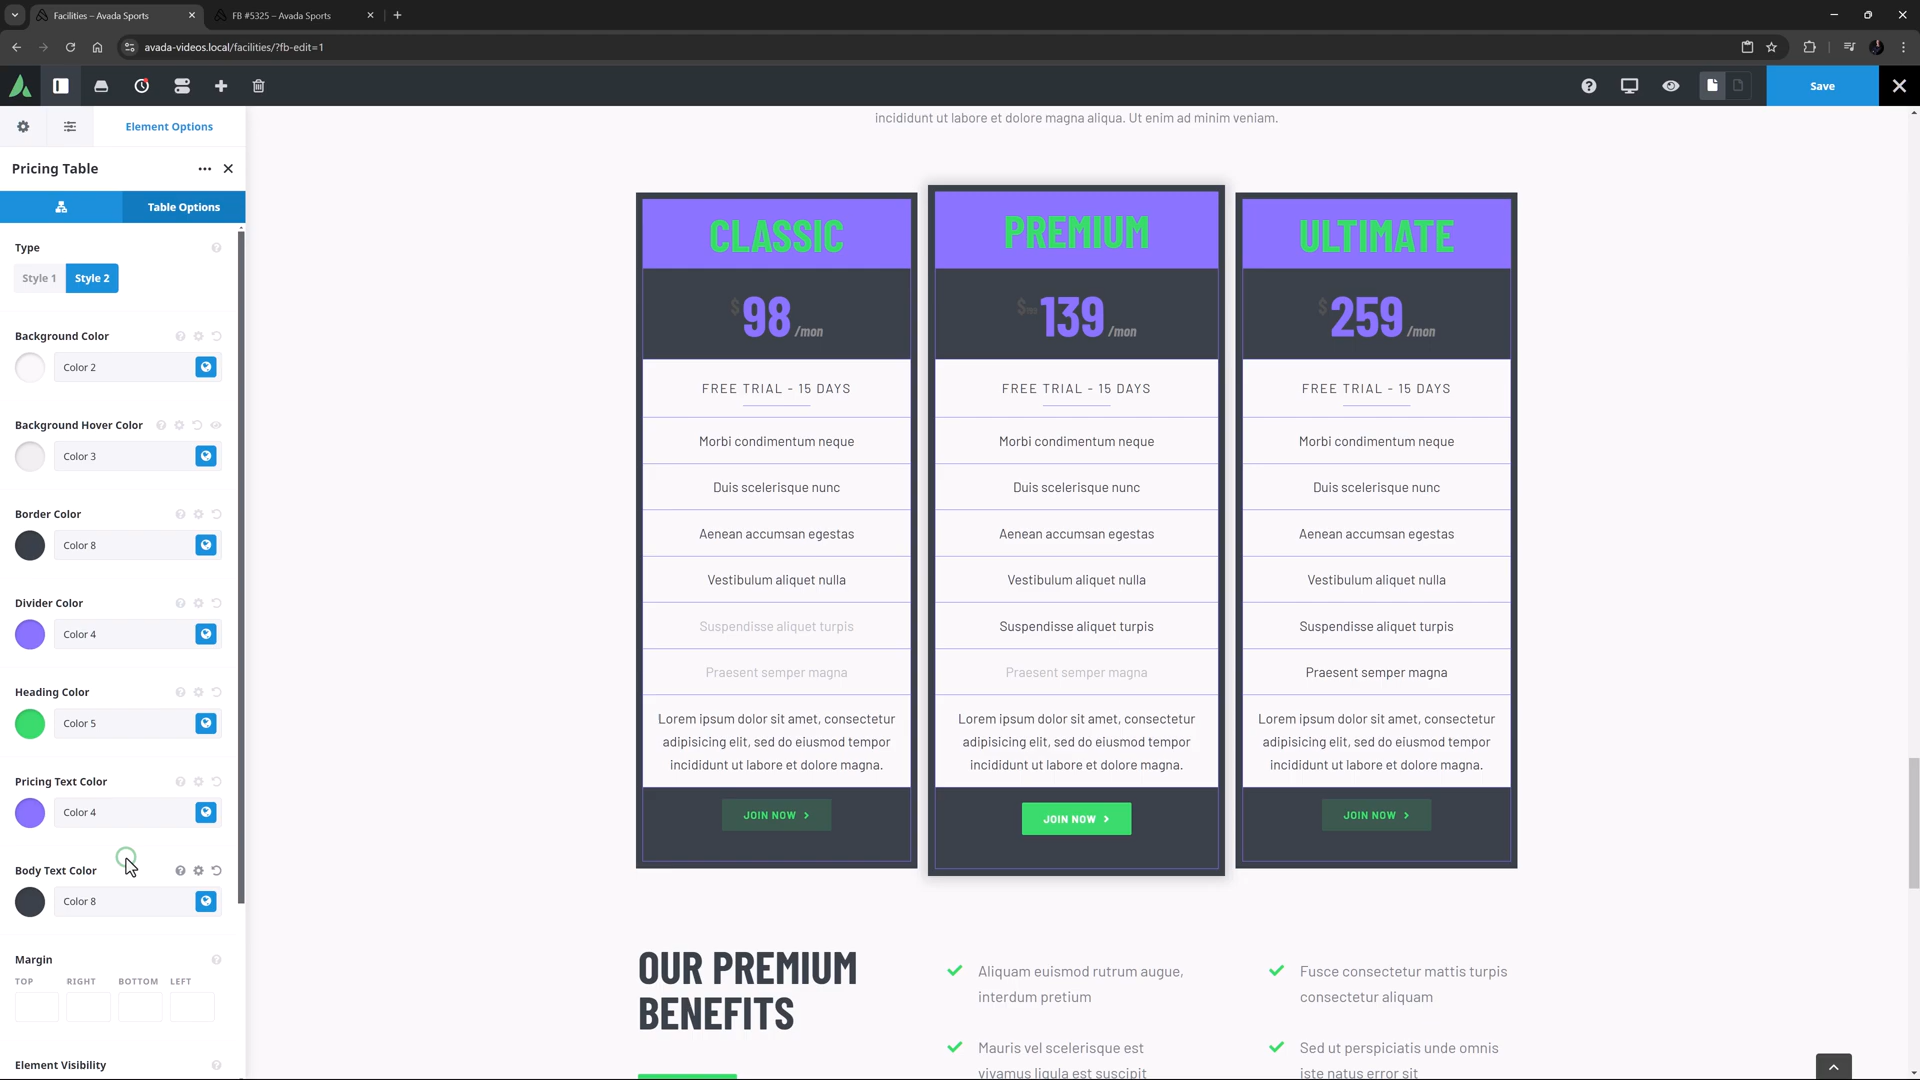 Facilities – Avada Sports
FB #5325 – Avada Sports
avada-videos.local/facilities/?fb-edit=1
Save
Element Options
Pricing Table
Table Options
Type
Style 1
Style 2
Background Color
Color 2
Background Hover Color
Color 3
Border Color
Color 8
Divider Color
Color 4
Heading Color
Color 5
Pricing Text Color
Color 4
Body Text Color
Color 8
Margin
TOP RIGHT BOTTOM LEFT
Element Visibility
incididunt ut labore et dolore magna aliqua. Ut enim ad minim veniam.
CLASSIC
$98 /mon
FREE TRIAL - 15 DAYS
Morbi condimentum neque
Duis scelerisque nunc
Aenean accumsan egestas
Vestibulum aliquet nulla
Suspendisse aliquet turpis
Praesent semper magna
Lorem ipsum dolor sit amet, consectetur
adipisicing elit, sed do eiusmod tempor
incididunt ut labore et dolore magna.
JOIN NOW
PREMIUM
$ 139 /mon
FREE TRIAL - 15 DAYS
Morbi condimentum neque
Duis scelerisque nunc
Aenean accumsan egestas
Vestibulum aliquet nulla
Suspendisse aliquet turpis
Praesent semper magna
Lorem ipsum dolor sit amet, consectetur
adipisicing elit, sed do eiusmod tempor
incididunt ut labore et dolore magna.
JOIN NOW
ULTIMATE
$259 /mon
FREE TRIAL - 15 DAYS
Morbi condimentum neque
Duis scelerisque nunc
Aenean accumsan egestas
Vestibulum aliquet nulla
Suspendisse aliquet turpis
Praesent semper magna
Lorem ipsum dolor sit amet, consectetur
adipisicing elit, sed do eiusmod tempor
incididunt ut labore et dolore magna.
JOIN NOW
OUR PREMIUM
BENEFITS
Aliquam euismod rutrum augue,
interdum pretium
Mauris vel scelerisque est
vivamus ligula est suscipit
Fusce consectetur mattis turpis
consectetur aliquam
Sed ut perspiciatis unde omnis
iste natus error sit